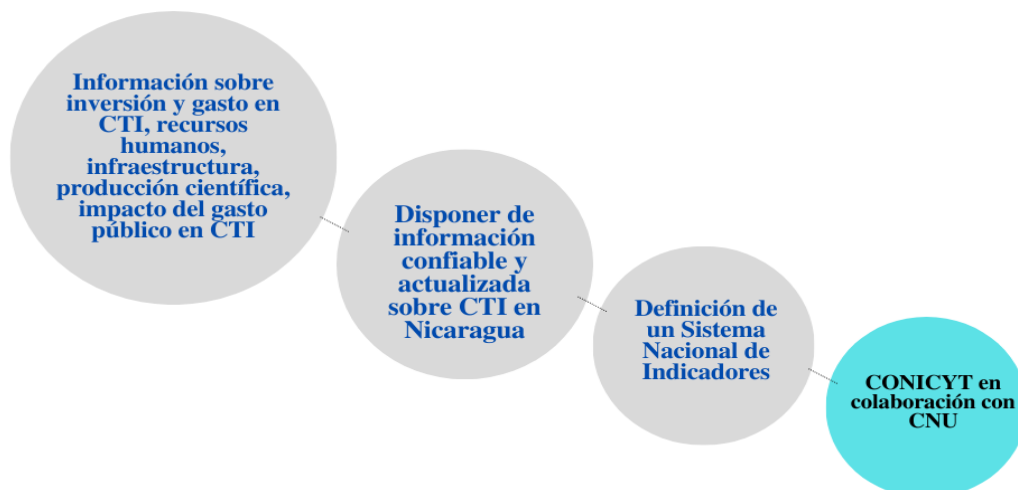 Información sobre
inversión y gasto en
CTI, recursos
humanos,
infraestructura,
producción científica,
impacto del gasto
público en CTI
Disponer de
información
confiable y
actualizada
sobre CTI en
Nicaragua
Definición de
un Sistema
Nacional de
Indicadores
CONICYT en
colaboración con
CNU